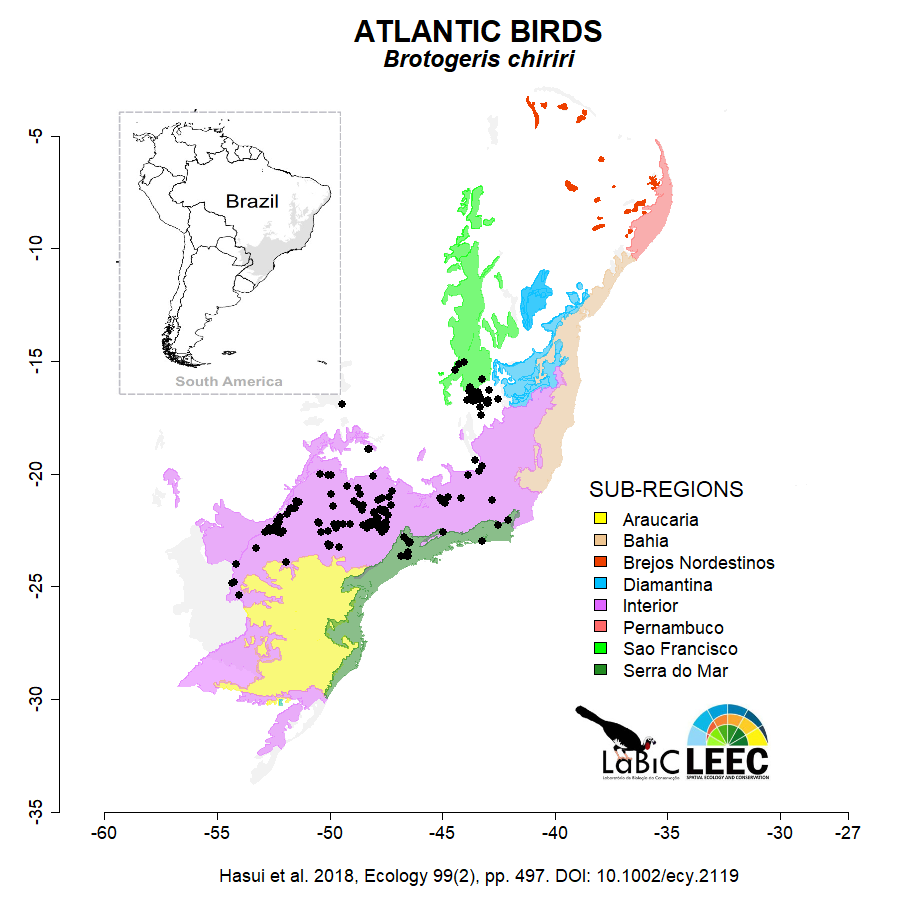 ATLANTIC BIRDS
Brotogeris chiriri
-5
-10
-15
-20
-25
-30
-35
Brazil
South America
SUB-REGIONS
Araucaria
Bahia
Brejos Nordestinos
Diamantina
Interior
Pernambuco
Sao Francisco
Serra do Mar
LaBiC
Laboratório de Biologia da Conservação
LEEC
SPATIAL ECOLOGY AND CONSERVATION
-60 -55 -50 -45 -40 -35 -30 -27
Hasui et al. 2018, Ecology 99(2), pp. 497. DOI: 10.1002/ecy.2119